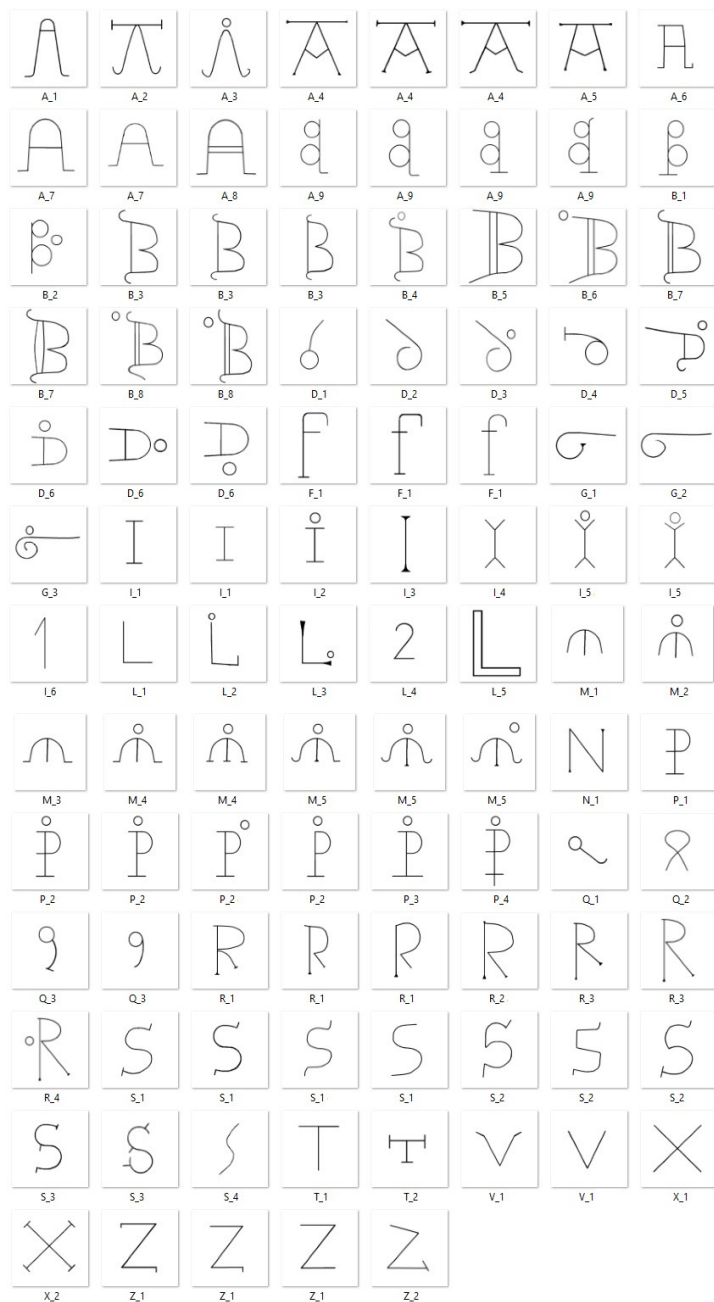 A_1 A_2 A_3 A_4 A_4 A_4 A_5 A_6
A_7 A_7 A_8 A_9 A_9 A_9 A_9 B_1
B_2 B_3 B_3 B_3 B_4 B_5 B_6 B_7
B_7 B_8 B_8 D_1 D_2 D_3 D_4 D_5
D_6 D_6 D_6 F_1 F_1 F_1 G_1 G_2
G_3 I_1 I_1 I_2 I_3 I_4 I_5 I_5
I_6 L_1 L_2 L_3 L_4 L_5 M_1 M_2
M_3 M_4 M_4 M_5 M_5 M_5 N_1 P_1
P_2 P_2 P_2 P_2 P_3 P_4 Q_1 Q_2
Q_3 Q_3 R_1 R_1 R_1 R_2 R_3 R_3
R_4 S_1 S_1 S_1 S_1 S_2 S_2 S_2
S_3 S_3 S_4 T_1 T_2 V_1 V_1 X_1
X_2 Z_1 Z_1 Z_1 Z_2